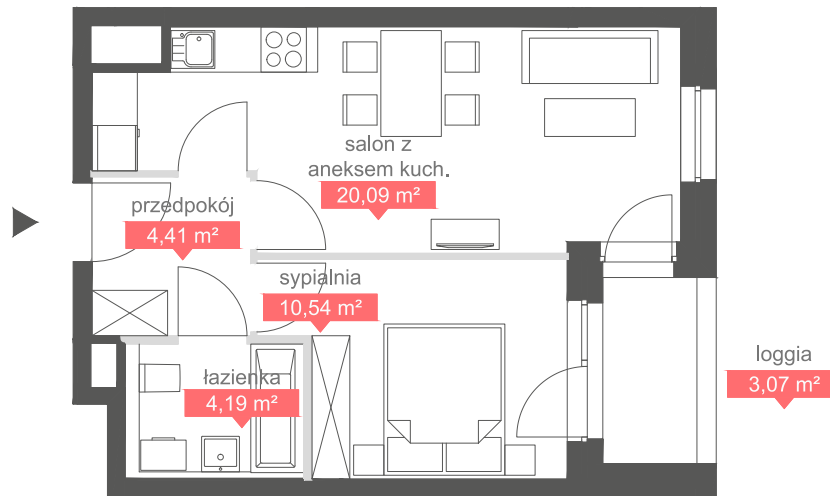 salon z
aneksem kuch.
20,09 m²
przedpokój
4,41 m²
sypialnia
10,54 m²
łazienka
4,19 m²
loggia
3,07 m²